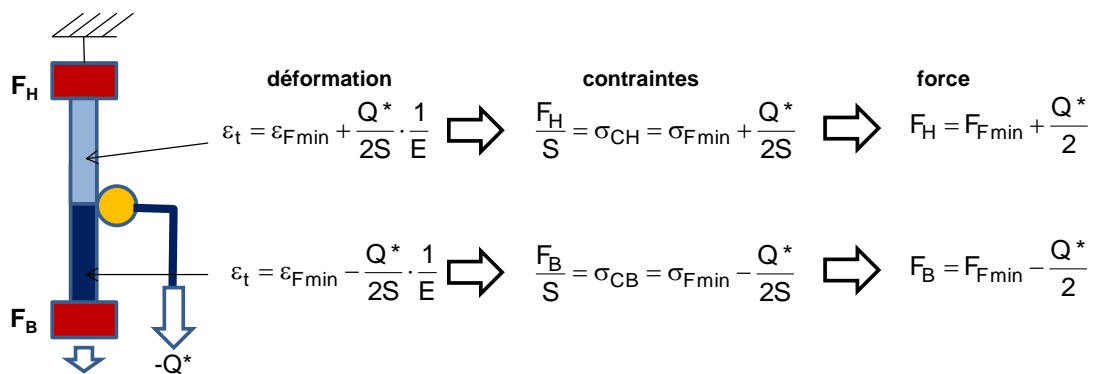 déformation contraintes force
F_H
ε_t = ε_Fmin + Q*/2S · 1/E F_H/S = σ_CH = σ_Fmin + Q*/2S F_H = F_Fmin + Q*/2
ε_t = ε_Fmin − Q*/2S · 1/E F_B/S = σ_CB = σ_Fmin − Q*/2S F_B = F_Fmin − Q*/2
F_B
-Q*